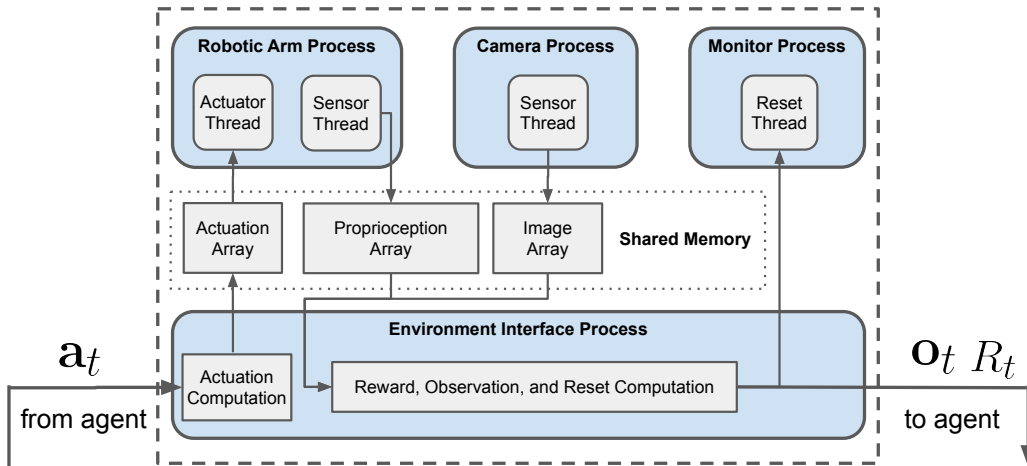 Robotic Arm Process
Camera Process
Monitor Process
Actuator
Thread
Sensor
Thread
Sensor
Thread
Reset
Thread
Actuation
Array
Proprioception
Array
Image
Array
Shared Memory
Environment Interface Process
a_t
from agent
Actuation
Computation
Reward, Observation, and Reset Computation
o_t R_t
to agent